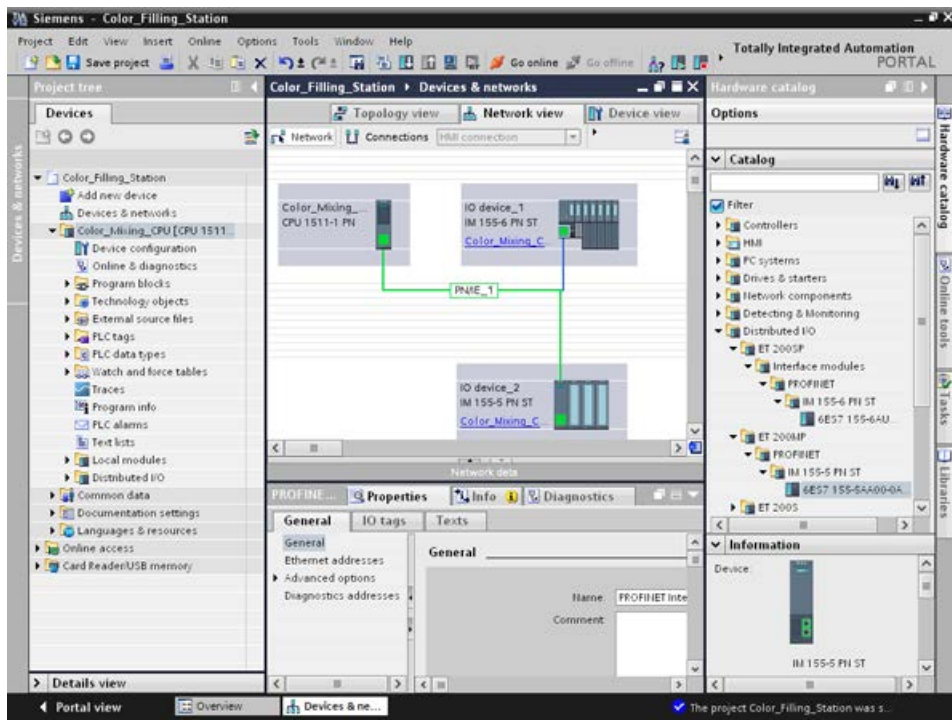 Siemens - Color_Filling_Station
Project Edit View Insert Online Options Tools Window Help
Save project
Go online
Go offline
Totally Integrated Automation
PORTAL
Project tree
Devices
Devices & networks
Color_Filling_Station
Add new device
Devices & networks
Color_Mixing_CPU [CPU 1511
Device configuration
Online & diagnostics
Program blocks
Technology objects
External source files
PLC tags
PLC data types
Watch and force tables
Traces
Program info
PLC alarms
Text lists
Local modules
Distributed I/O
Common data
Documentation settings
Languages & resources
Online access
Card Reader/USB memory
Details view
Color_Filling_Station Devices & networks
Topology view
Network view
Device view
Network
Connections
HMI connection
Color_Mixing_...
CPU 1511-1 PN
IO device_1
IM 155-6 PN ST
Color_Mixing_C...
PN/IE_1
IO device_2
IM 155-5 PN ST
Color_Mixing_C...
Network data
PROFINE...
Properties
Info
Diagnostics
General
IO tags
Texts
General
Ethernet addresses
Advanced options
Diagnostics addresses
General
Name
PROFINET inte
Comment
Hardware catalog
Options
Catalog
Filter
Controllers
HMI
PC systems
Drives & starters
Network components
Detecting & Monitoring
Distributed I/O
ET 200SP
Interface modules
PROFINET
IM 155-6 PN ST
6ES7 155-6AU...
ET 200MP
PROFINET
IM 155-5 PN ST
6ES7 155-5AA00-0A...
ET 200S
Information
Device:
IM 155-5 PN ST
Hardware catalog
Online tools
Tasks
Libraries
Portal view
Overview
Devices & ne...
The project Color_Filling_Station was s...